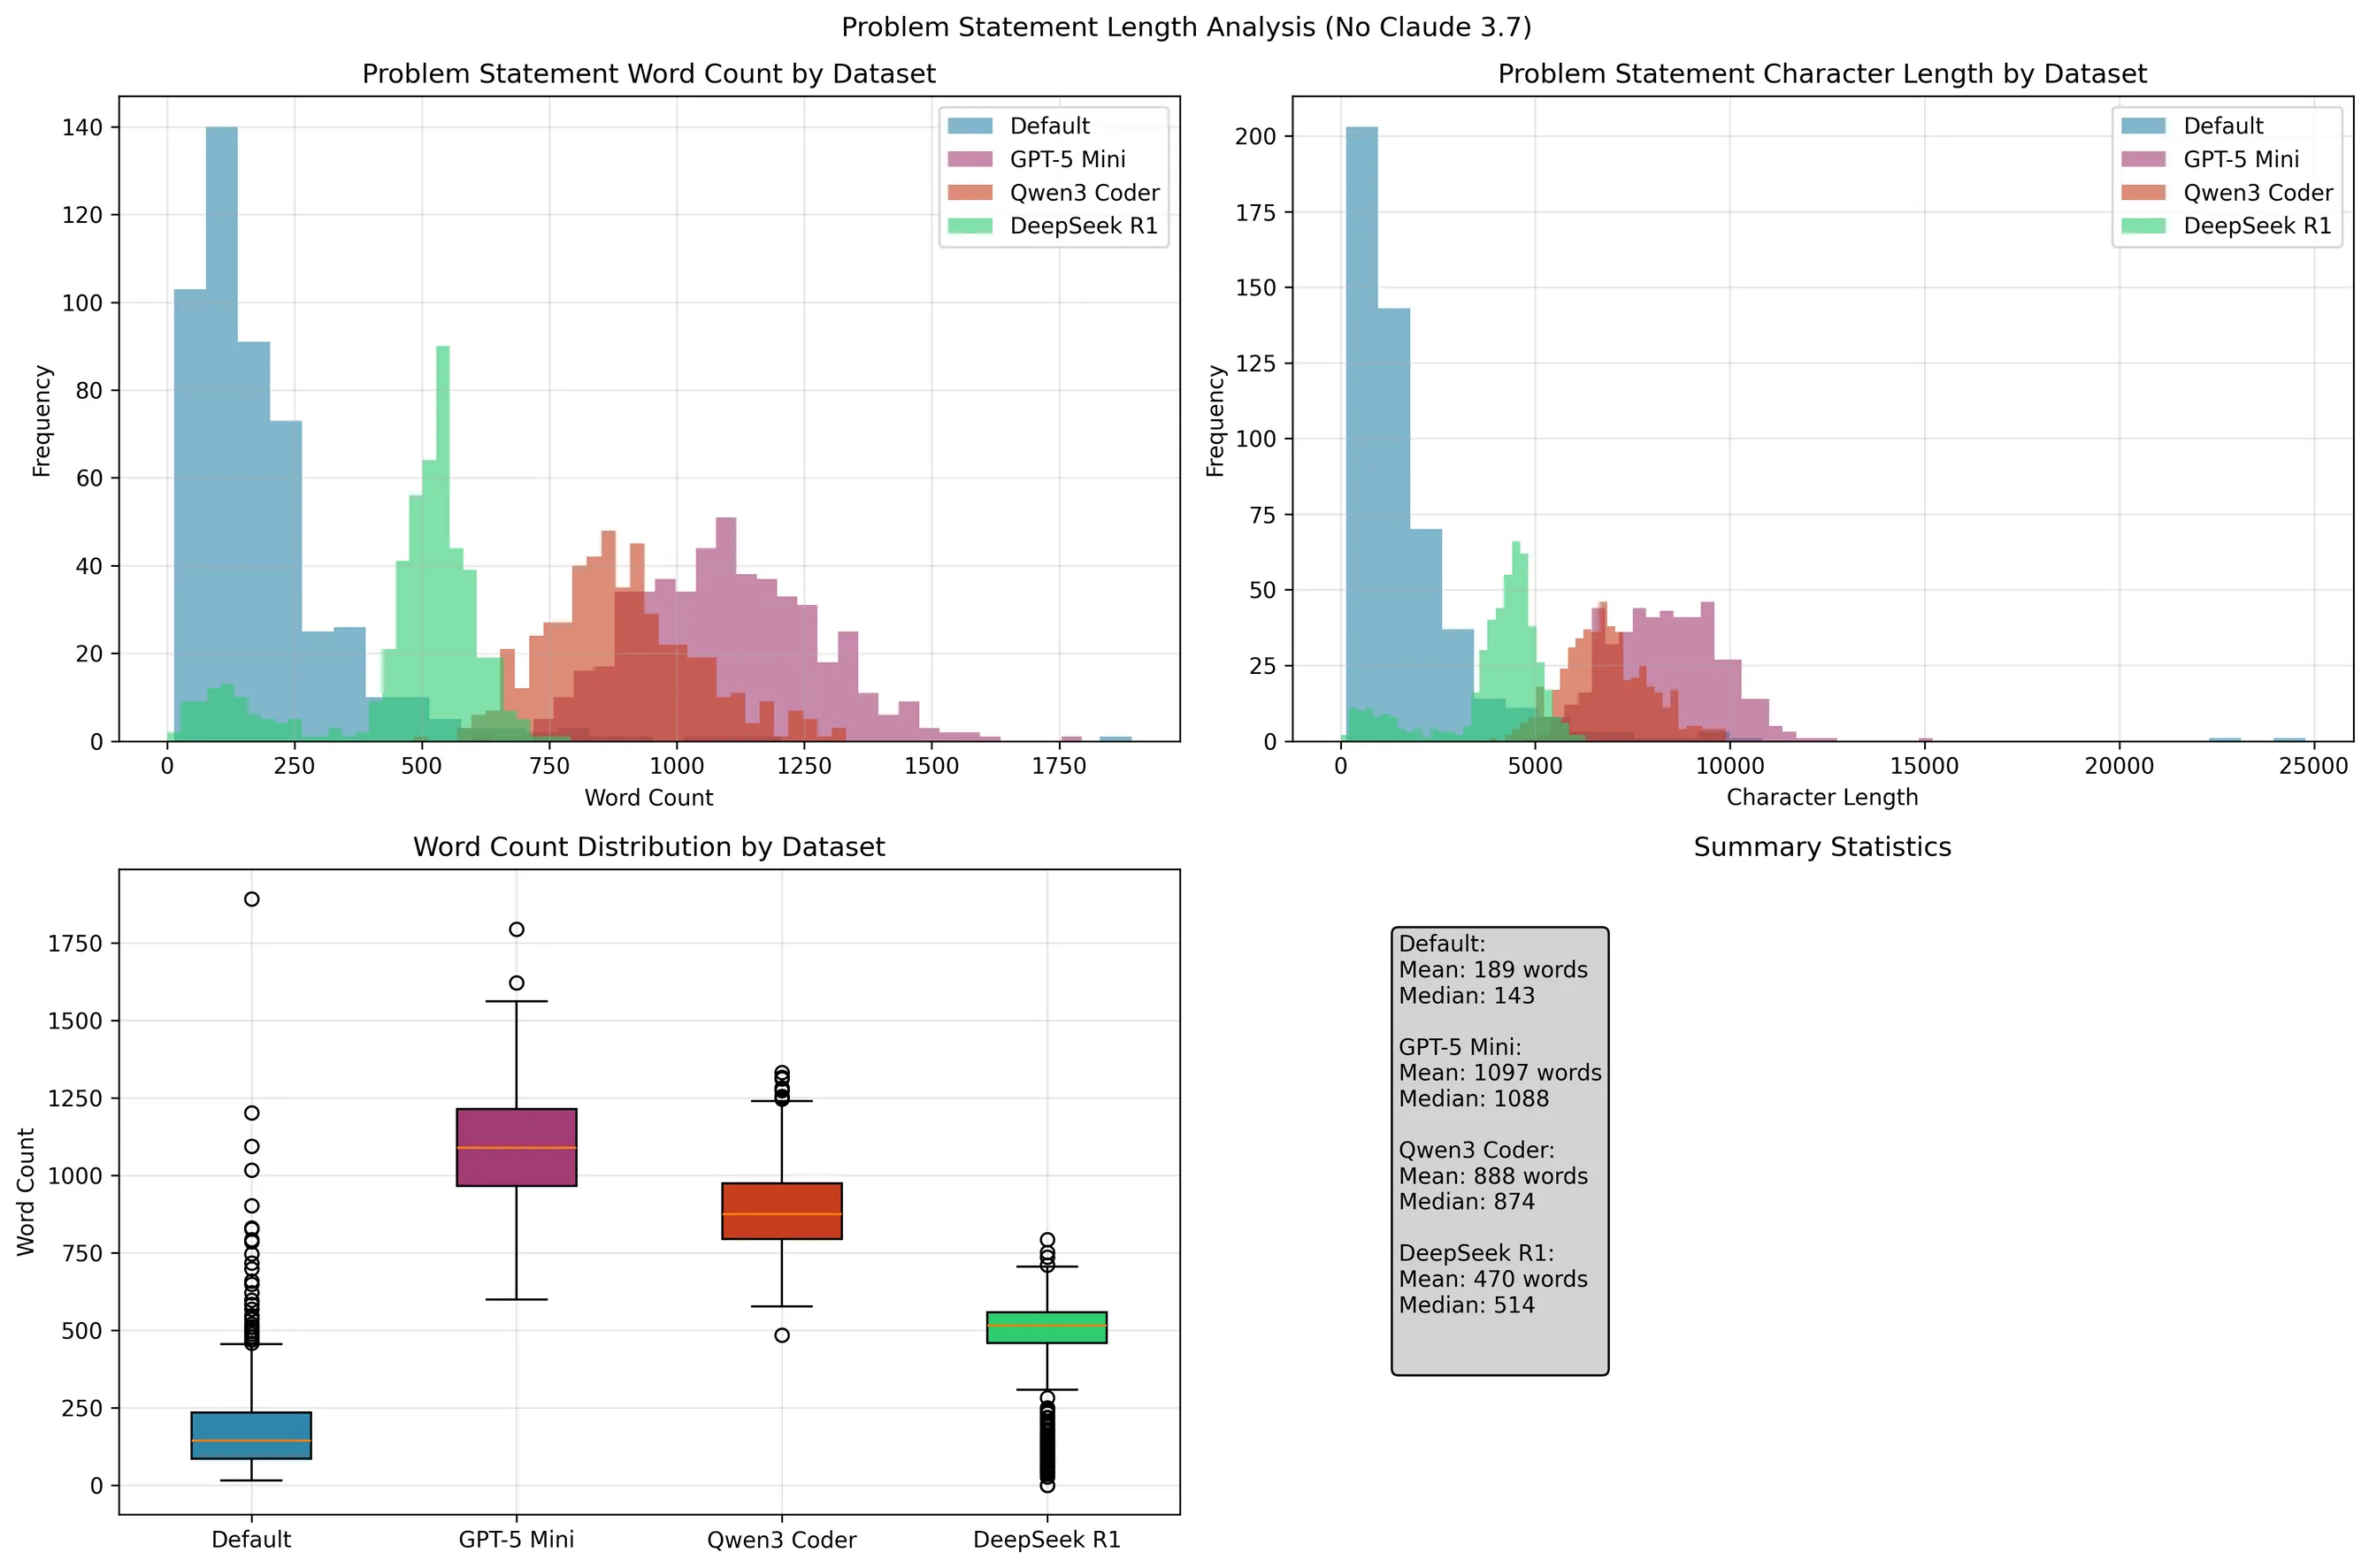 Problem Statement Length Analysis (No Claude 3.7)
Problem Statement Word Count by Dataset
140
120
100
80
60
40
20
0
Frequency
0 250 500 750 1000 1250 1500 1750
Word Count
Default
GPT-5 Mini
Qwen3 Coder
DeepSeek R1
Problem Statement Character Length by Dataset
200
175
150
125
100
75
50
25
0
Frequency
0 5000 10000 15000 20000 25000
Character Length
Default
GPT-5 Mini
Qwen3 Coder
DeepSeek R1
Word Count Distribution by Dataset
1750
1500
1250
1000
750
500
250
0
Word Count
Default GPT-5 Mini Qwen3 Coder DeepSeek R1
Summary Statistics
Default:
Mean: 189 words
Median: 143
GPT-5 Mini:
Mean: 1097 words
Median: 1088
Qwen3 Coder:
Mean: 888 words
Median: 874
DeepSeek R1:
Mean: 470 words
Median: 514